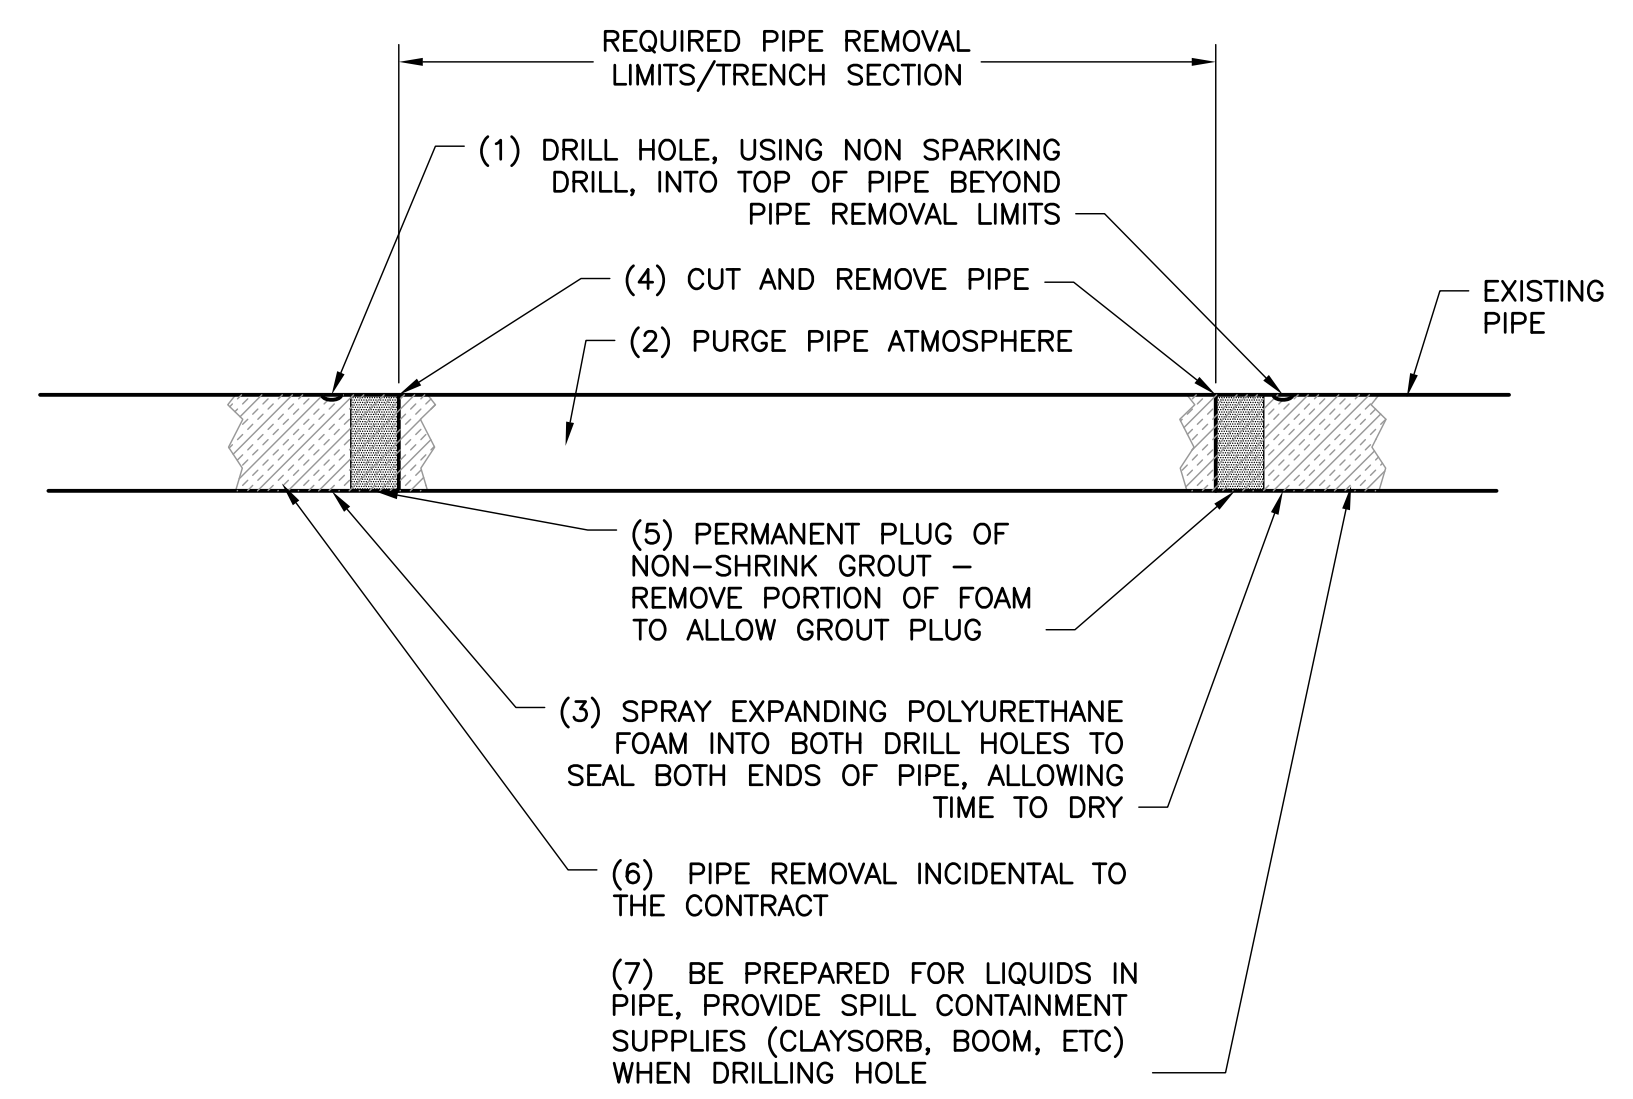 REQUIRED PIPE REMOVAL
LIMITS/TRENCH SECTION
(1) DRILL HOLE, USING NON SPARKING
DRILL, INTO TOP OF PIPE BEYOND
PIPE REMOVAL LIMITS
(4) CUT AND REMOVE PIPE
EXISTING
PIPE
(2) PURGE PIPE ATMOSPHERE
(5) PERMANENT PLUG OF
NON-SHRINK GROUT -
REMOVE PORTION OF FOAM
TO ALLOW GROUT PLUG
(3) SPRAY EXPANDING POLYURETHANE
FOAM INTO BOTH DRILL HOLES TO
SEAL BOTH ENDS OF PIPE, ALLOWING
TIME TO DRY
(6) PIPE REMOVAL INCIDENTAL TO
THE CONTRACT
(7) BE PREPARED FOR LIQUIDS IN
PIPE, PROVIDE SPILL CONTAINMENT
SUPPLIES (CLAYSORB, BOOM, ETC)
WHEN DRILLING HOLE